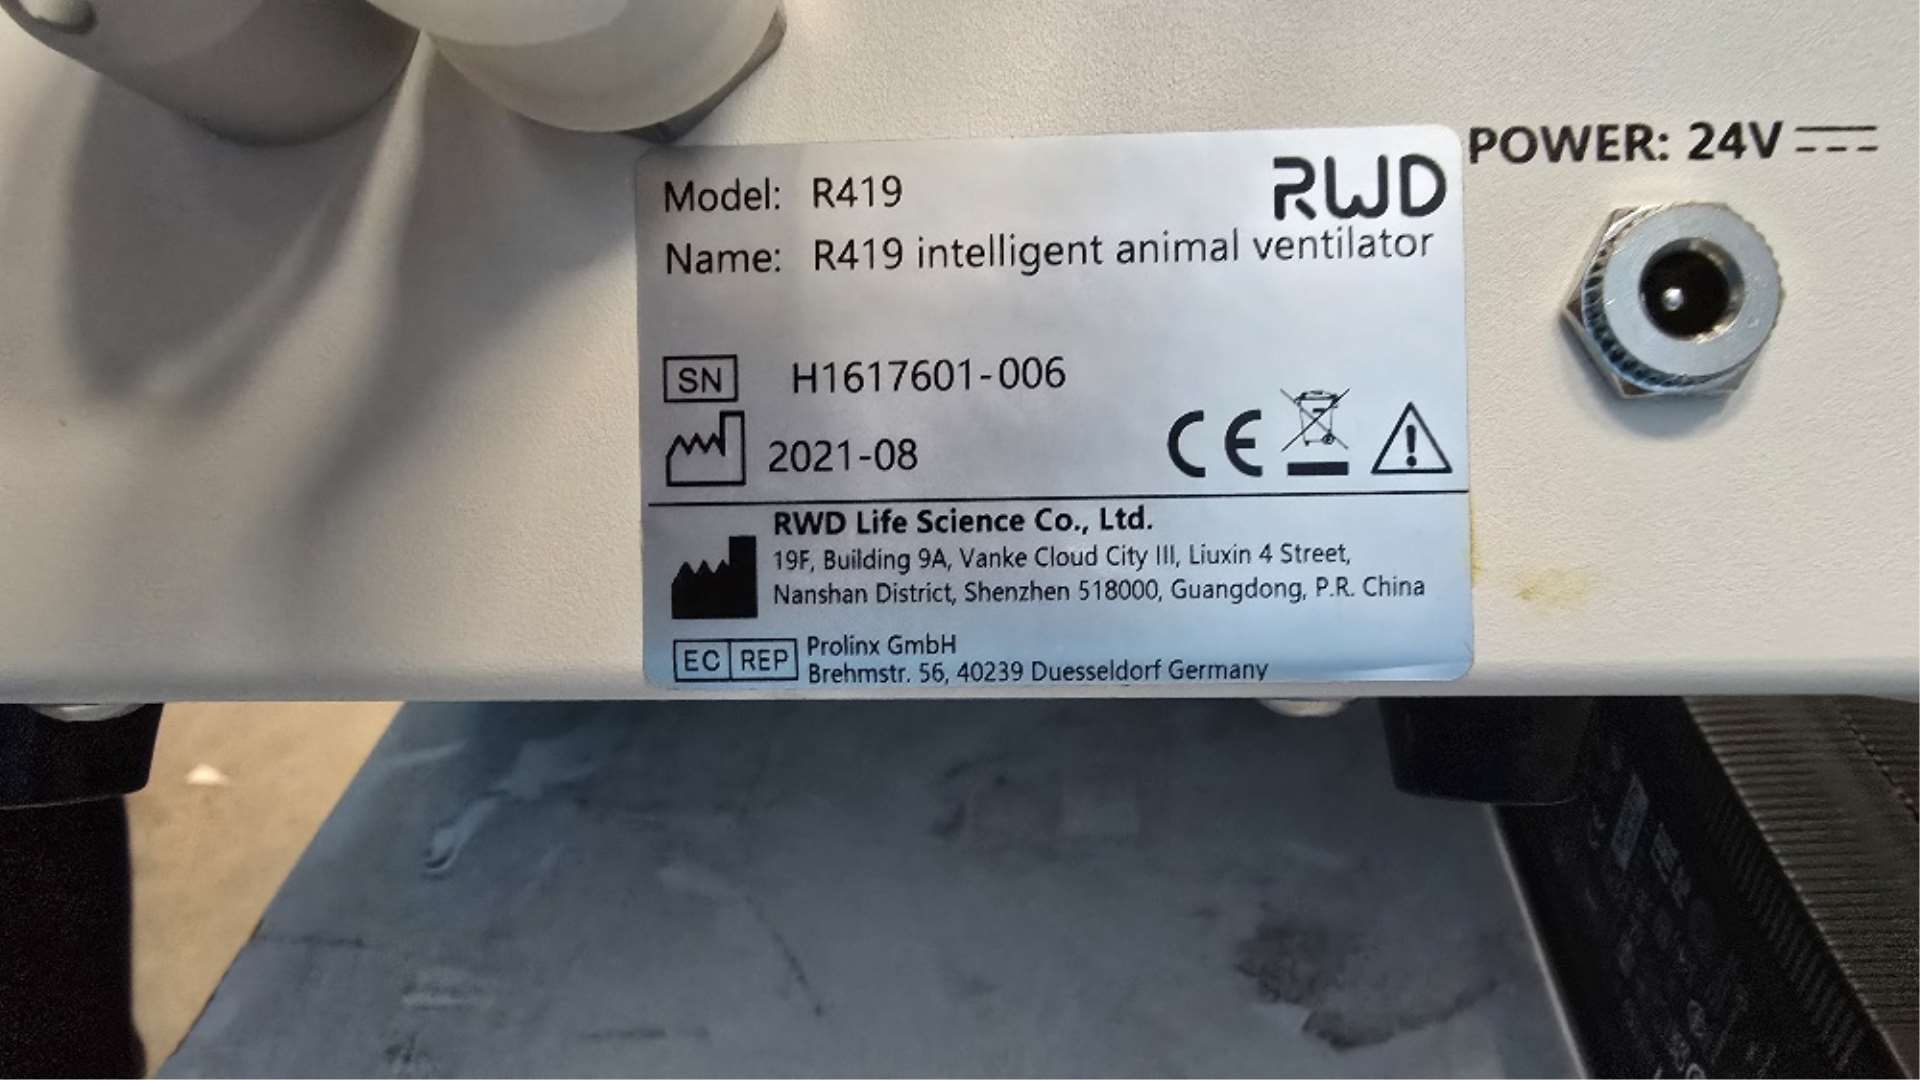 POWER: 24V
Model: R419
RWD
Name: R419 intelligent animal ventilator
SN H1617601-006
2021-08
CE
RWD Life Science Co., Ltd.
19F, Building 9A, Vanke Cloud City III, Liuxin 4 Street,
Nanshan District, Shenzhen 518000, Guangdong, P.R. China
EC REP Prolinx GmbH
Brehmstr. 56, 40239 Duesseldorf Germany